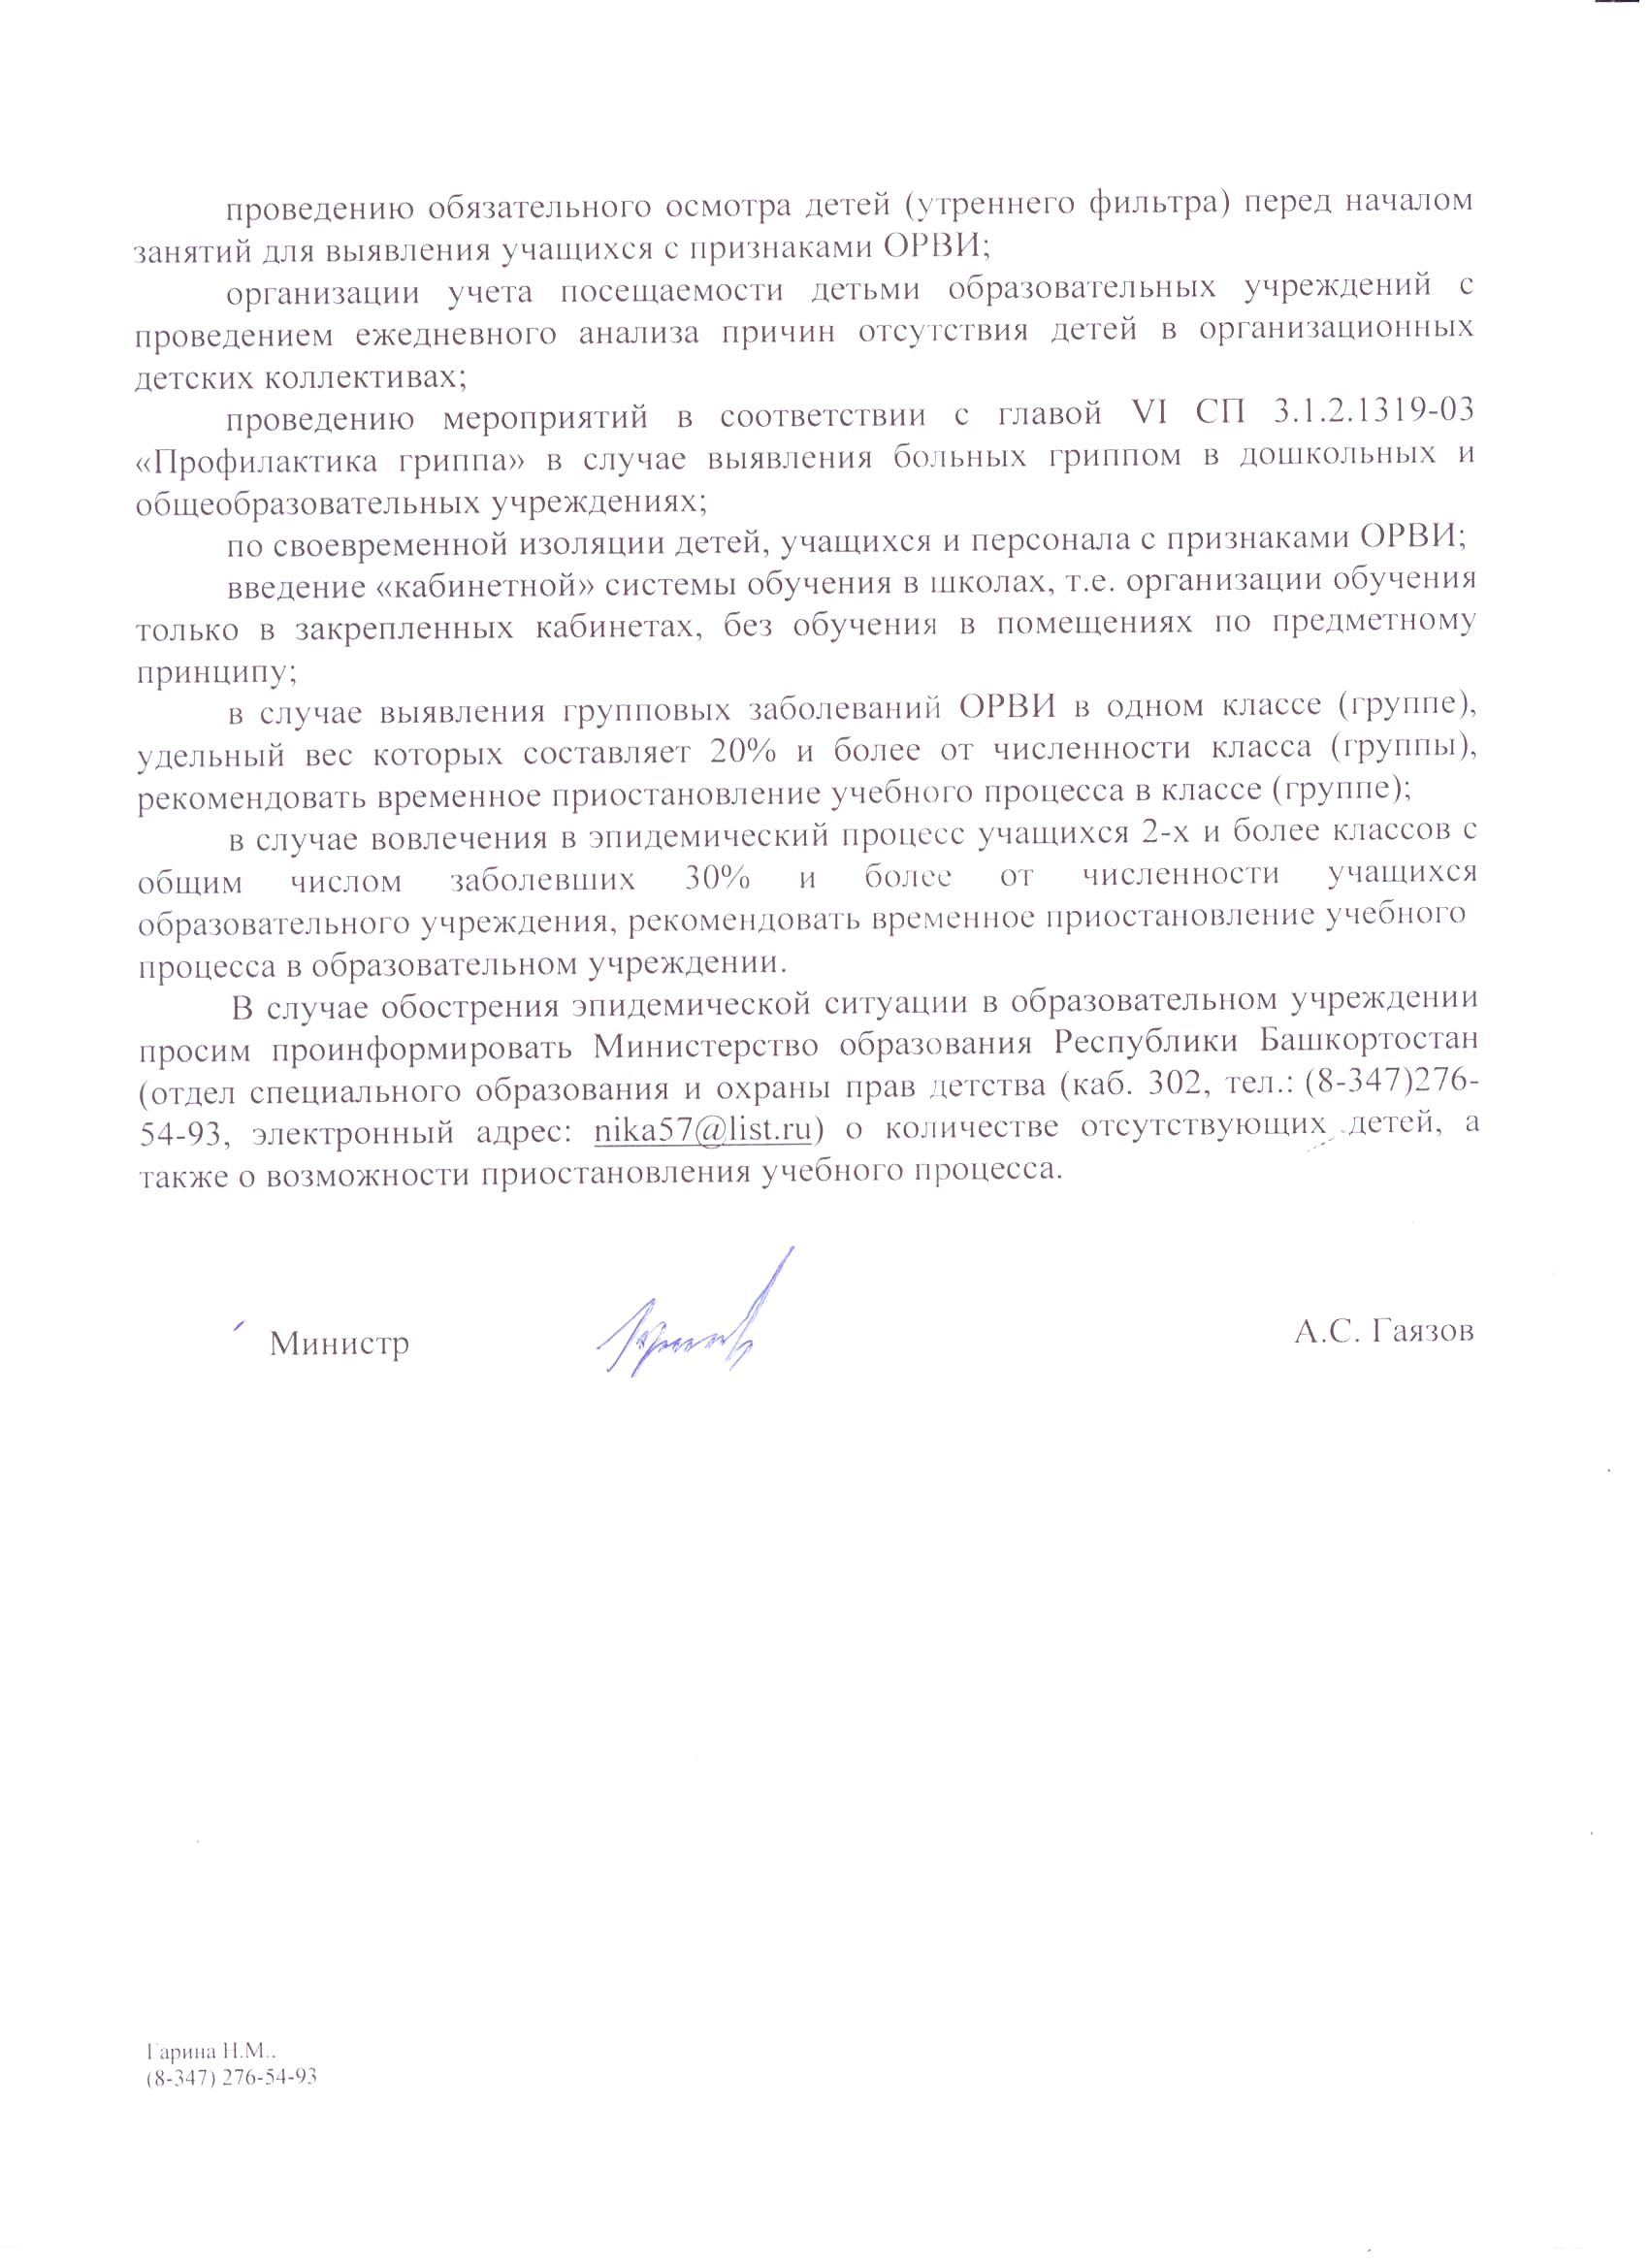 проведению обязательного осмотра детей (утреннего фильтра) перед началом
занятий для выявления учащихся с признаками ОРВИ;
организации учета посещаемости детьми образовательных учреждений с
проведением ежедневного анализа причин отсутствия детей в организационных
детских коллективах;
проведению мероприятий в соответствии с главой VI СП 3.1.2.1319-03
«Профилактика гриппа» в случае выявления больных гриппом в дошкольных и
общеобразовательных учреждениях;
по своевременной изоляции детей, учащихся и персонала с признаками ОРВИ;
введение «кабинетной» системы обучения в школах, т.е. организации обучения
только в закрепленных кабинетах, без обучения в помещениях по предметному
принципу;
в случае выявления групповых заболеваний ОРВИ в одном классе (группе),
удельный вес которых составляет 20% и более от численности класса (группы),
рекомендовать временное приостановление учебного процесса в классе (группе);
в случае вовлечения в эпидемический процесс учащихся 2-х и более классов с
общим числом заболевших 30% и более от численности учащихся
образовательного учреждения, рекомендовать временное приостановление учебного
процесса в образовательном учреждении.
В случае обострения эпидемической ситуации в образовательном учреждении
просим проинформировать Министерство образования Республики Башкортостан
(отдел специального образования и охраны прав детства (каб. 302, тел.: (8-347)276-
54-93, электронный адрес: nika57@list.ru) о количестве отсутствующих детей, а
также о возможности приостановления учебного процесса.
Министр А.С. Гаязов
Гарина Н.М..
(8-347) 276-54-93